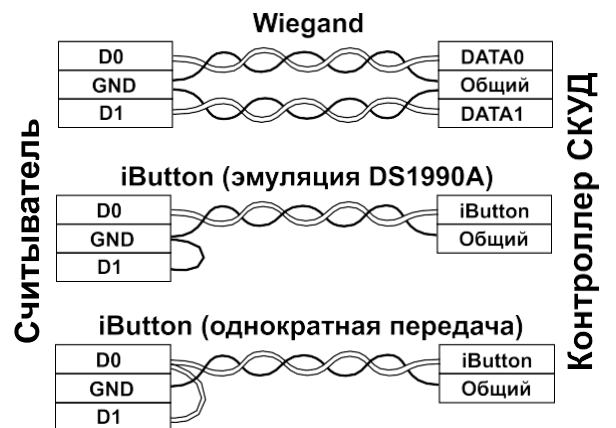 Wiegand
D0
GND
D1
DATA0
Общий
DATA1
iButton (эмуляция DS1990A)
D0
GND
D1
iButton
Общий
iButton (однократная передача)
D0
GND
D1
iButton
Общий
Считыватель
Контроллер СКУД